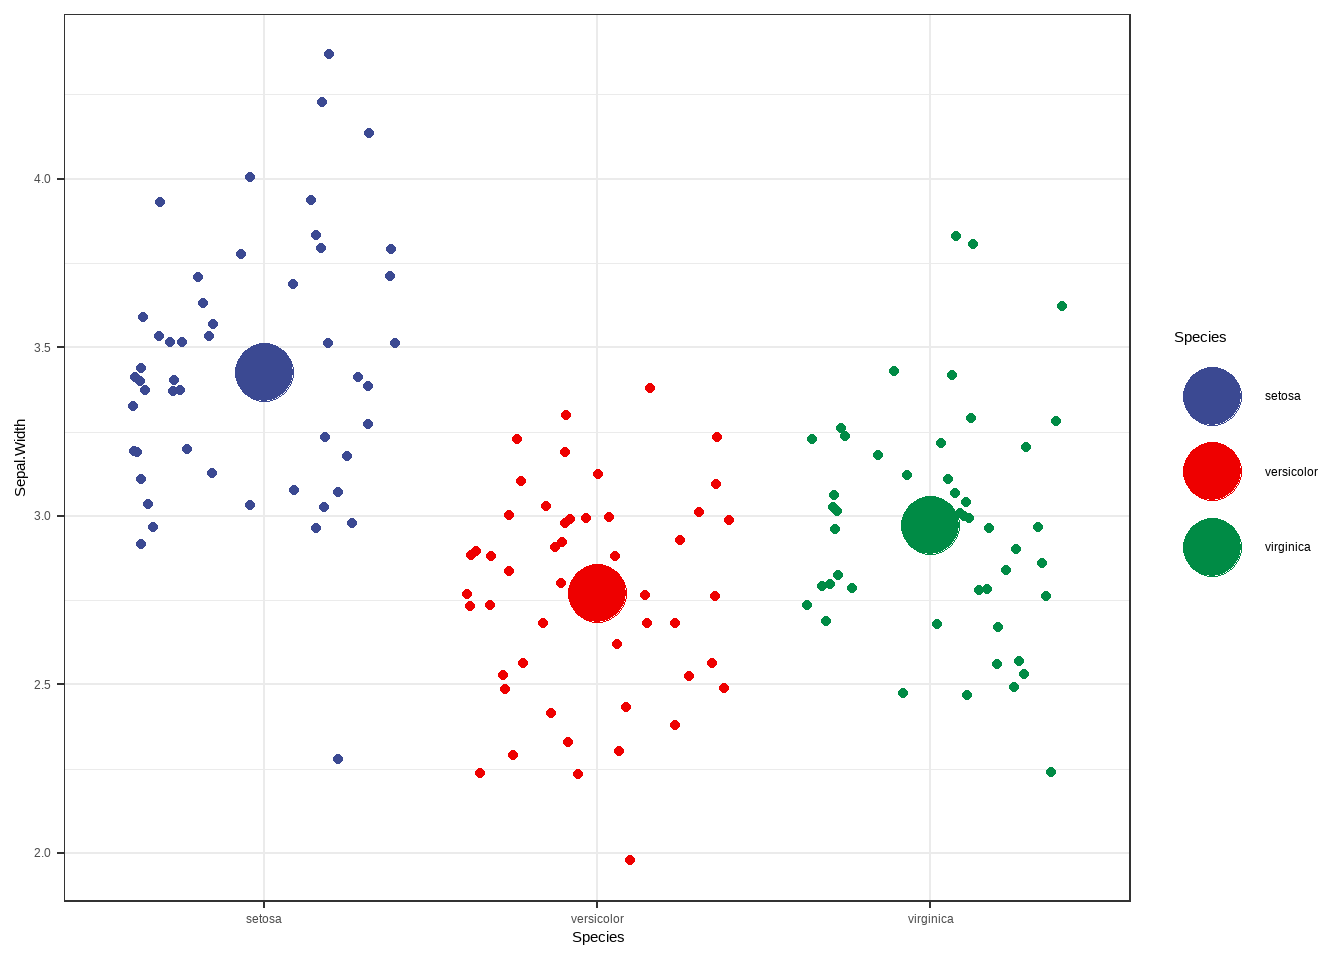 Sepal.Width
4.0
3.5
3.0
2.5
2.0
setosa
versicolor
virginica
Species
Species
setosa
versicolor
virginica